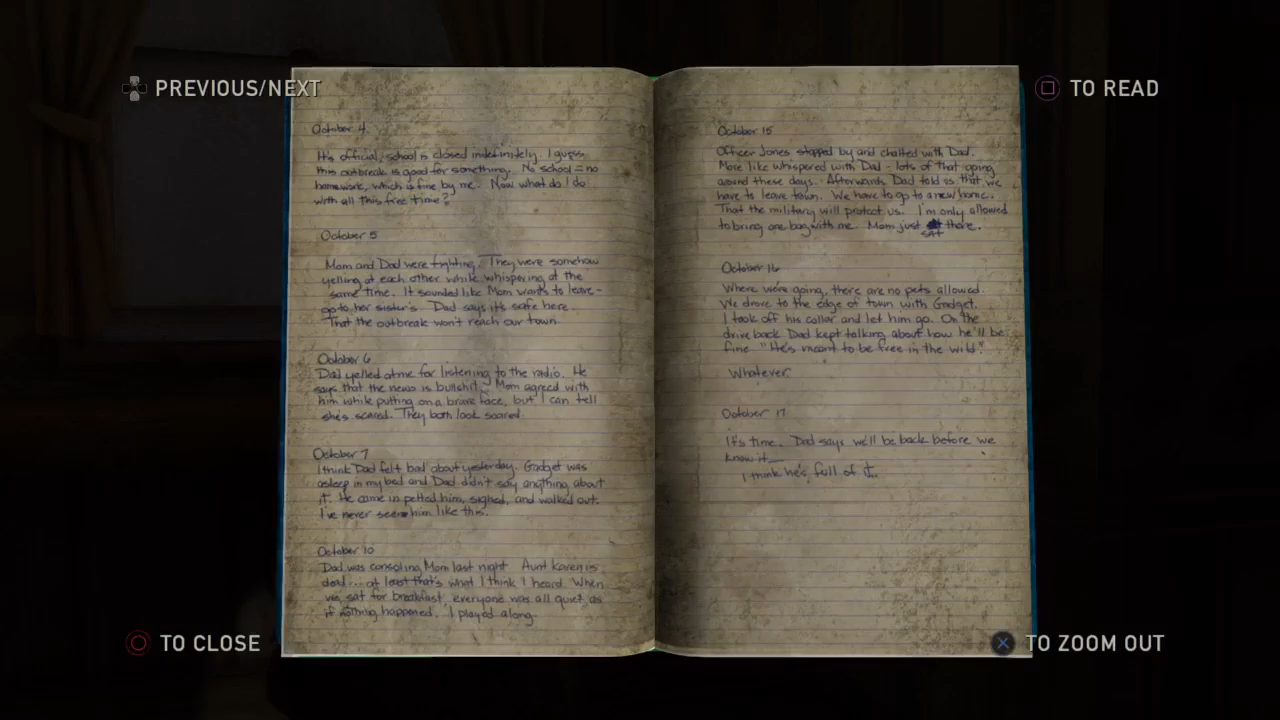 PREVIOUS/NEXT
TO READ
October 4.
It's official, school is closed indefinitely. I guess
this outbreak is good for something. No school = no
homework, which is fine by me. Now what do I do
with all this free time?
October 5
Mom and Dad were fighting. They were somehow
yelling at each other while whispering at the
same time. It sounded like Mom wants to leave -
go to her sister's. Dad says it's safe here.
That the outbreak won't reach our town
October 6
Dad yelled at me for listening to the radio. He
says that the news is bullshit. Mom agreed with
him while putting on a brave face, but I can tell
she's scared. They both look scared.
October 7
I think Dad felt bad about yesterday. Gadget was
asleep in my bed and Dad didn't say anything about
it. He came in petted him, sighed, and walked out.
I've never seen him like this.
October 10
Dad was consoling Mom last night Aunt Karen is
dead... at least that's what I think I heard. When
we sat for breakfast, everyone was all quiet, as
if nothing happened. I played along.
October 15
Officer Jones stopped by and chatted with Dad.
More like whispered with Dad - lots of that going
around these days. Afterwards, Dad told us that we
have to leave town. We have to go to a new home.
That the military will protect us. I'm only allowed
to bring one bag with me. Mom just sat there.
October 16
Where we're going, there are no pets allowed.
We drove to the edge of town with Gadget.
I took off his collar and let him go. On the
drive back Dad kept talking about how he'll be
fine "He's meant to be free in the wild."
Whatever.
October 17
It's time. Dad says we'll be back before we
know it
I think he's full of it.
TO CLOSE
TO ZOOM OUT